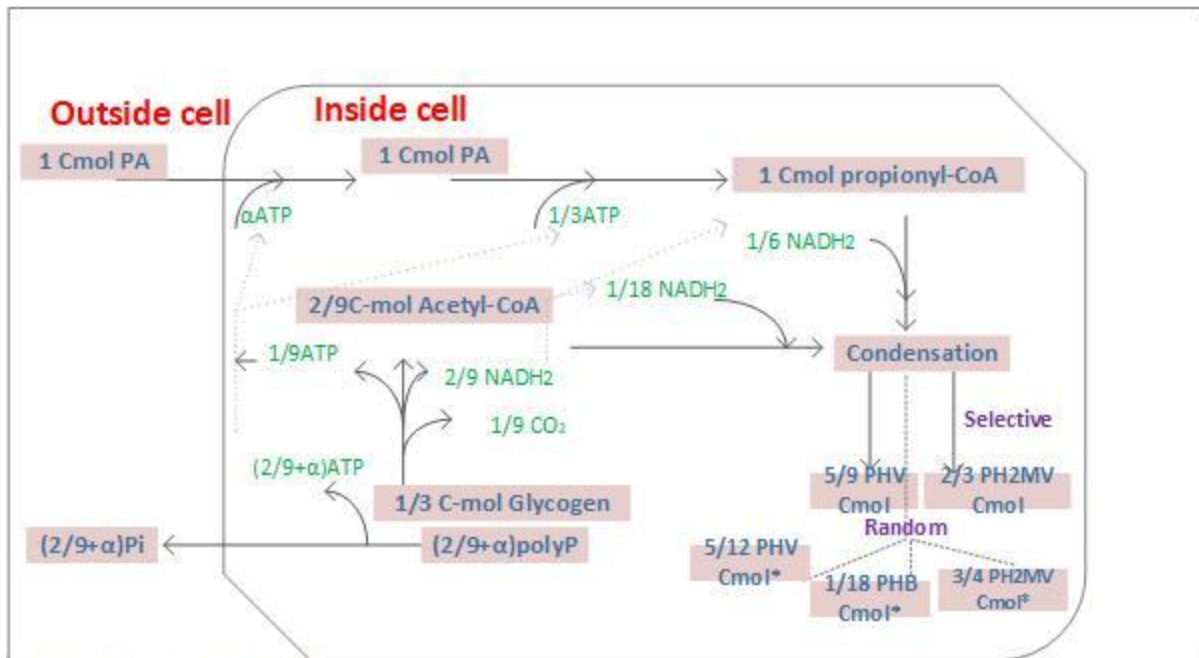 Outside cell
Inside cell
1 Cmol PA
1 Cmol PA
1 Cmol propionyl-CoA
αATP
1/3ATP
1/6 NADH₂
1/18 NADH₂
2/9C-mol Acetyl-CoA
1/9ATP
2/9 NADH₂
Condensation
1/9 CO₂
Selective
(2/9+α)ATP
5/9 PHV
Cmol
2/3 PH2MV
Cmol
1/3 C-mol Glycogen
Random
(2/9+α)Pi
(2/9+α)polyP
5/12 PHV
Cmol*
1/18 PHB
Cmol*
3/4 PH2MV
Cmol*